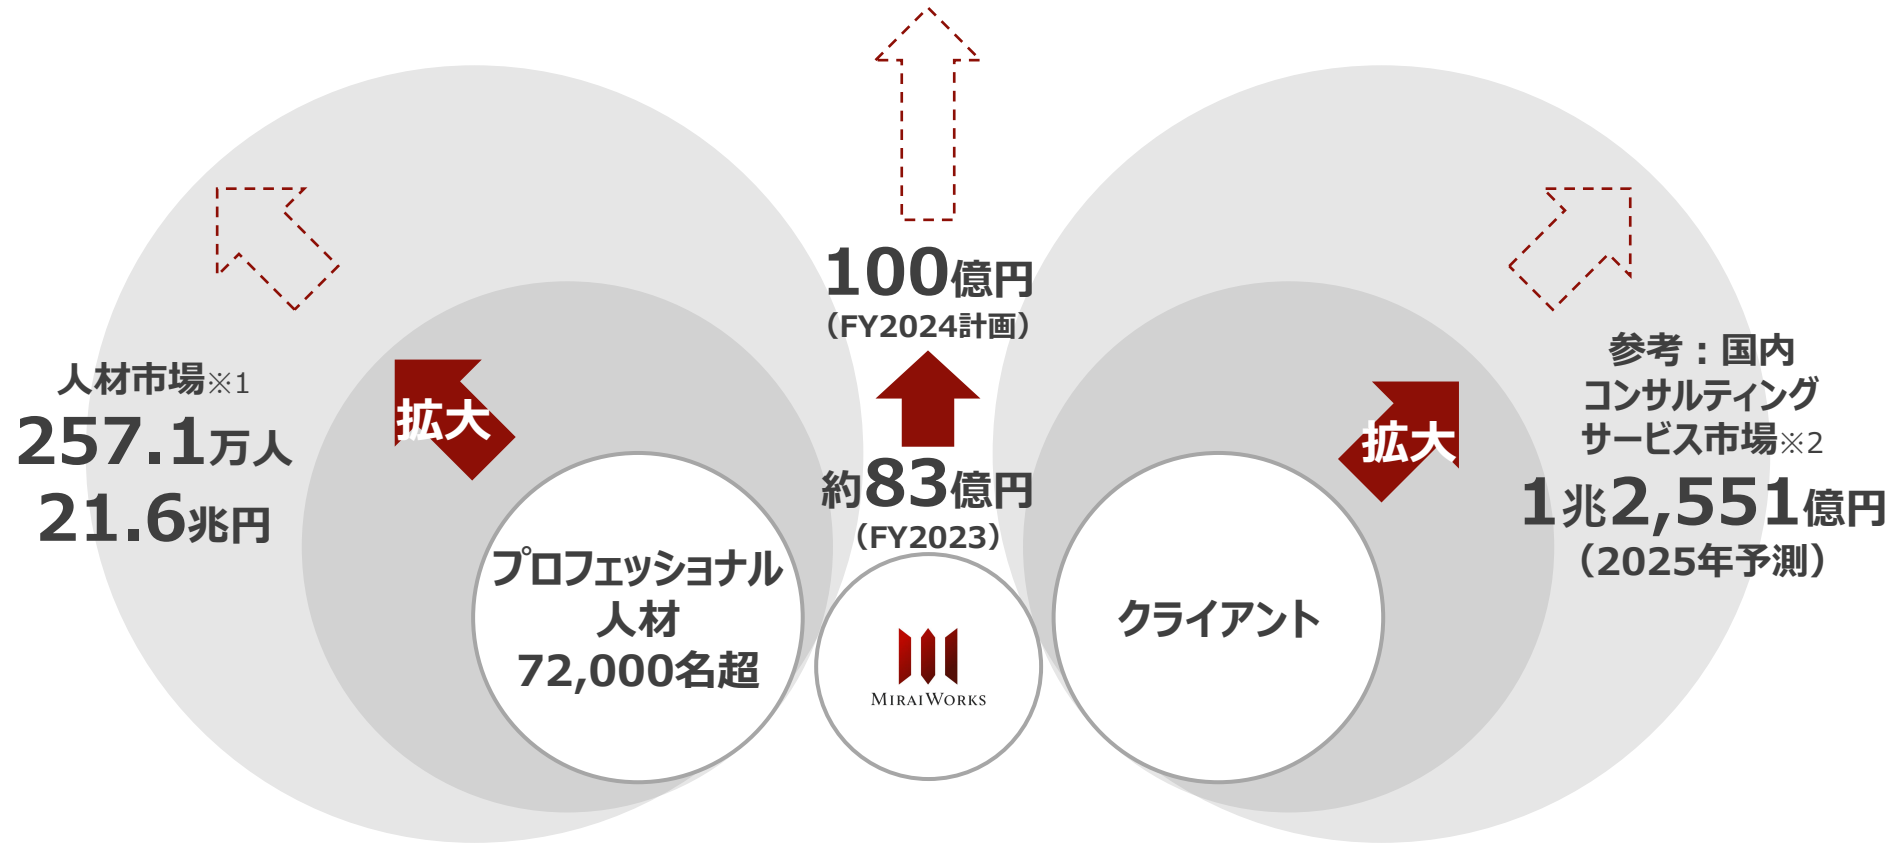 人材市場※1
257.1万人
21.6兆円
拡大
プロフェッショナル
人材
72,000名超
100億円
（FY2024計画）
約83億円
（FY2023）
MIRAIWORKS
クライアント
拡大
参考：国内
コンサルティング
サービス市場※2
1兆2,551億円
（2025年予測）